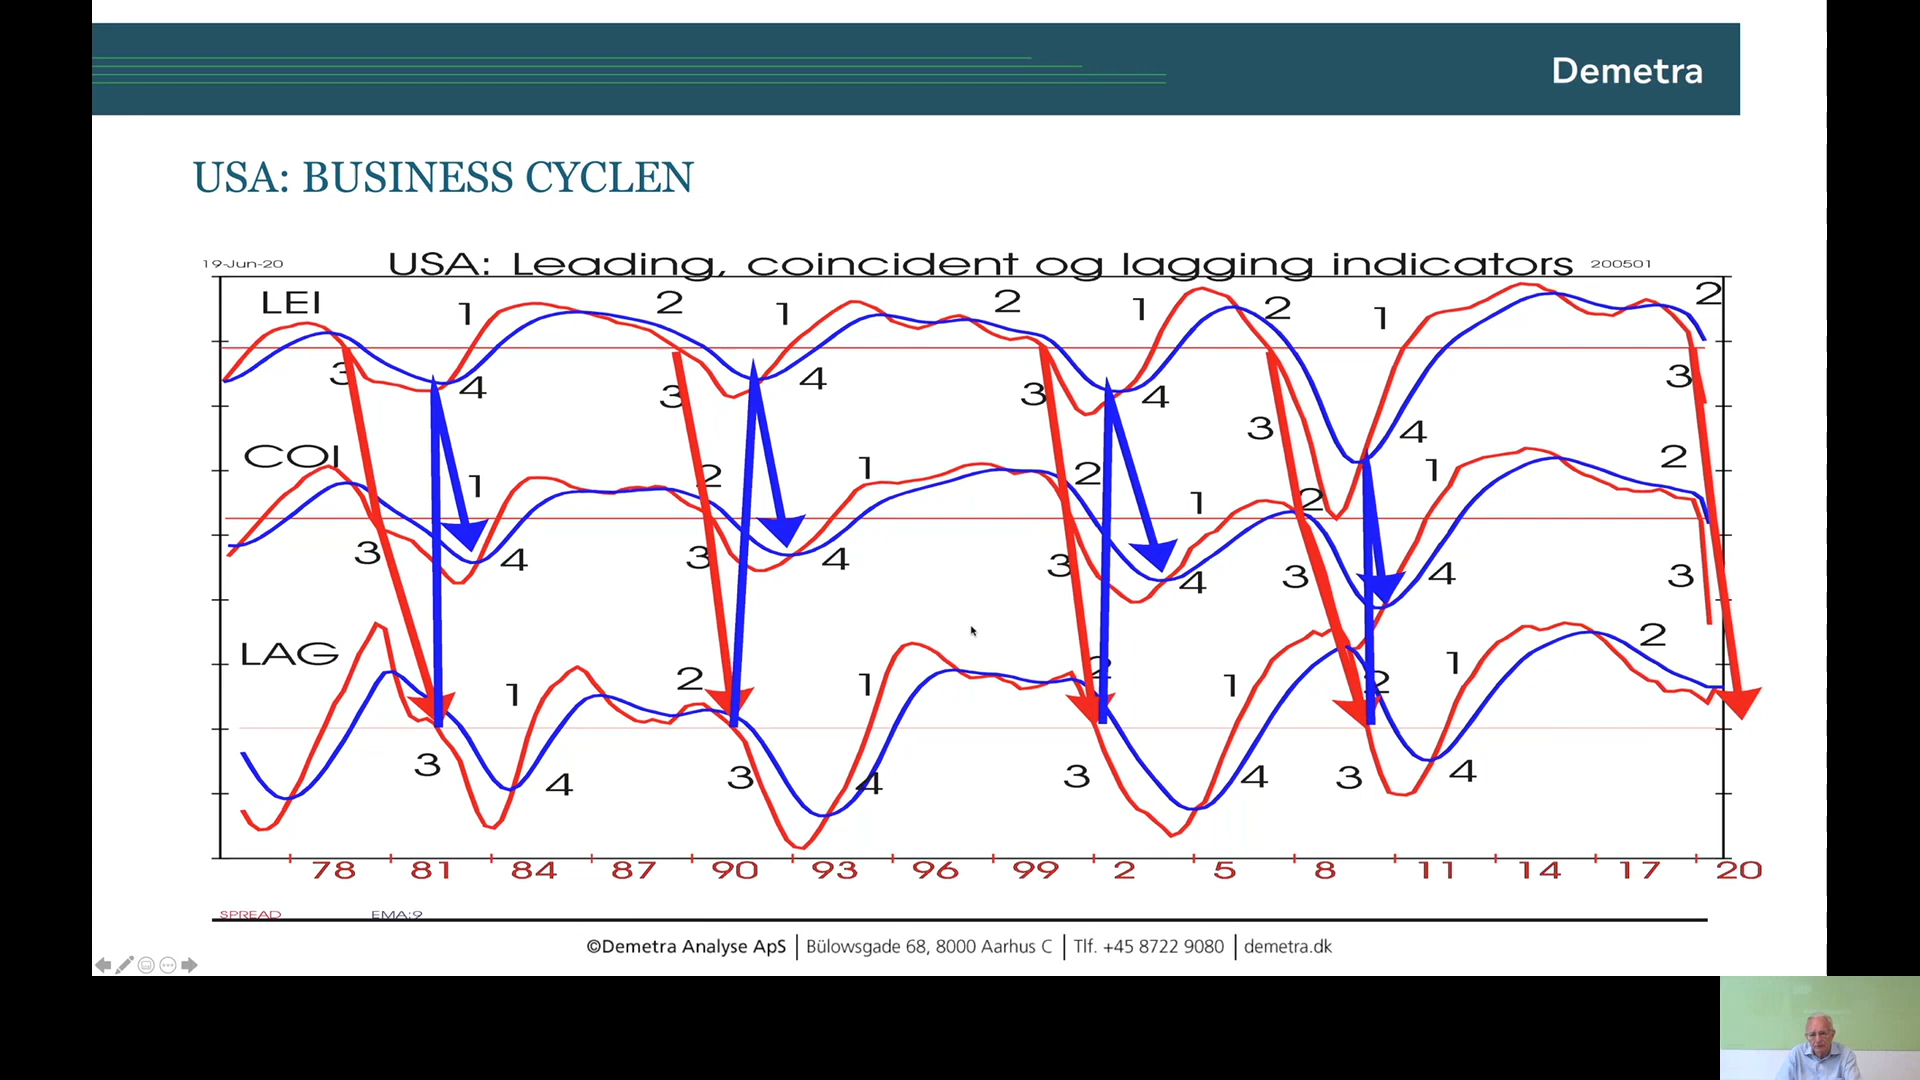 Demetra
USA: BUSINESS CYCLEN
19-Jun-20 USA: Leading, coincident og lagging indicators 200501
LEI 1 2 1 2 1 2 1 2
3 4 3 4 3 4 3 4 3
COI 1 2 1 2 1 2 1 2
3 4 3 4 3 4 3 4 3
LAG 1 2 1 2 1 2 1 2
3 4 3 4 3 4 3 4
78 81 84 87 90 93 96 99 2 5 8 11 14 17 20
SPREAD EMA:9
©Demetra Analyse ApS | Bülowsgade 68, 8000 Aarhus C | Tlf. +45 8722 9080 | demetra.dk